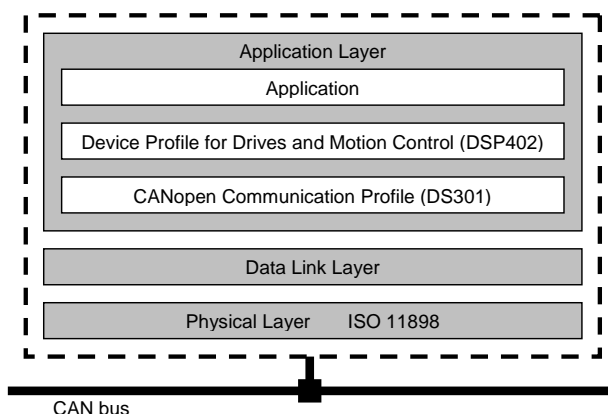 Application Layer
Application
Device Profile for Drives and Motion Control (DSP402)
CANopen Communication Profile (DS301)
Data Link Layer
Physical Layer ISO 11898
CAN bus